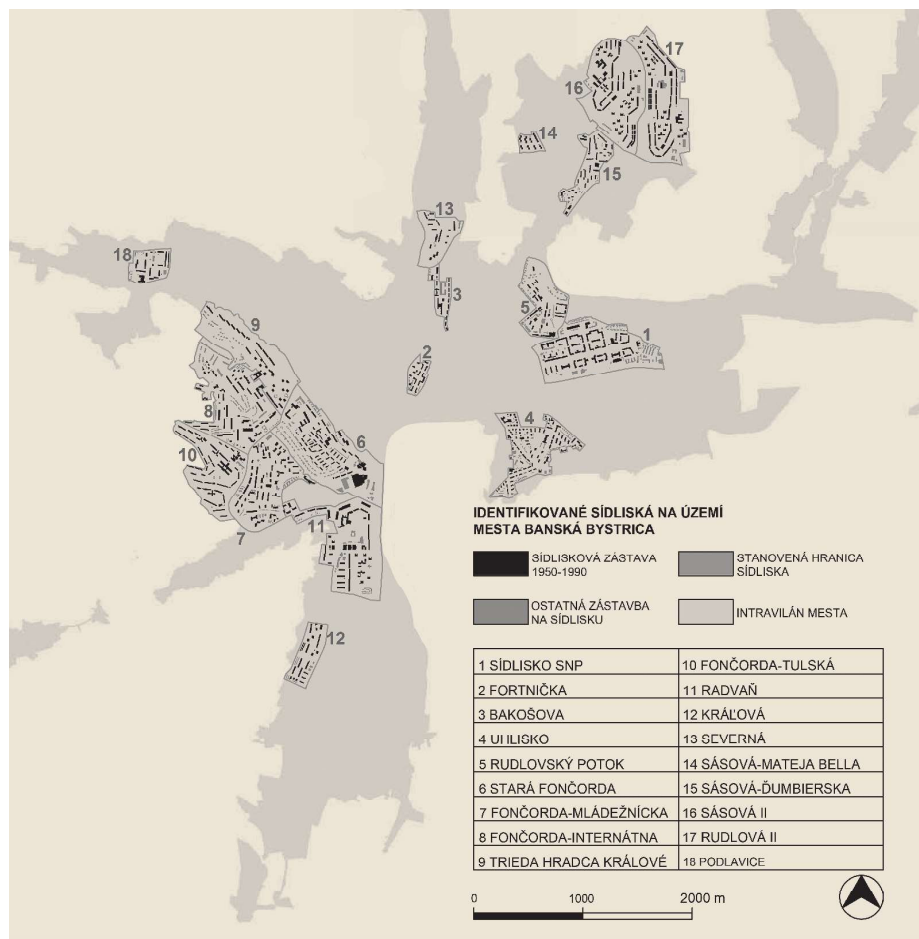 17
16
14
15
13
18
3
9
5
1
2
8
4
6
10
7
11
12
IDENTIFIKOVANÉ SÍDLISKÁ NA ÚZEMÍ
MESTA BANSKÁ BYSTRICA
SÍDLISKOVÁ ZÁSTAVA
1950-1990
STANOVENÁ HRANICA
SÍDLISKA
OSTATNÁ ZÁSTAVBA
NA SÍDLISKU
INTRAVILÁN MESTA
1 SÍDLISKO SNP
10 FONČORDA-TULSKÁ
2 FORTNIČKA
11 RADVAŇ
3 BAKOŠOVA
12 KRÁĽOVÁ
4 UHLISKO
13 SEVERNÁ
5 RUDLOVSKÝ POTOK
14 SÁSOVÁ-MATEJA BELLA
6 STARÁ FONČORDA
15 SÁSOVÁ-ĎUMBIERSKA
7 FONČORDA-MLÁDEŽNÍCKA
16 SÁSOVÁ II
8 FONČORDA-INTERNÁTNA
17 RUDLOVÁ II
9 TRIEDA HRADCA KRÁLOVÉ
18 PODLAVICE
0 1000 2000 m